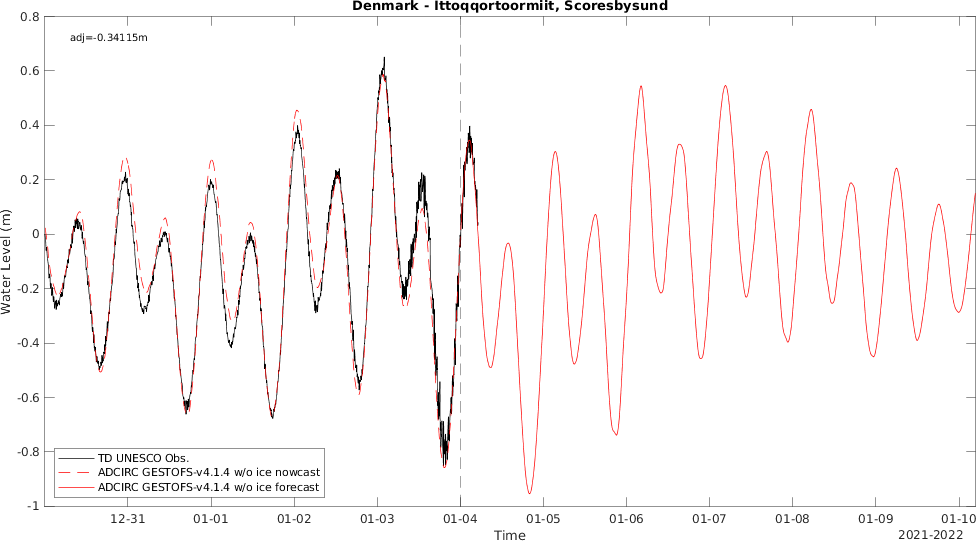 Denmark - Ittoqqortoormiit, Scoresbysund
adj=-0.34115m
0.8
0.6
0.4
0.2
0
-0.2
-0.4
-0.6
-0.8
-1
Water Level (m)
TD UNESCO Obs.
ADCIRC GESTOFS-v4.1.4 w/o ice nowcast
ADCIRC GESTOFS-v4.1.4 w/o ice forecast
12-31 01-01 01-02 01-03 01-04 01-05 01-06 01-07 01-08 01-09 01-10
Time
2021-2022